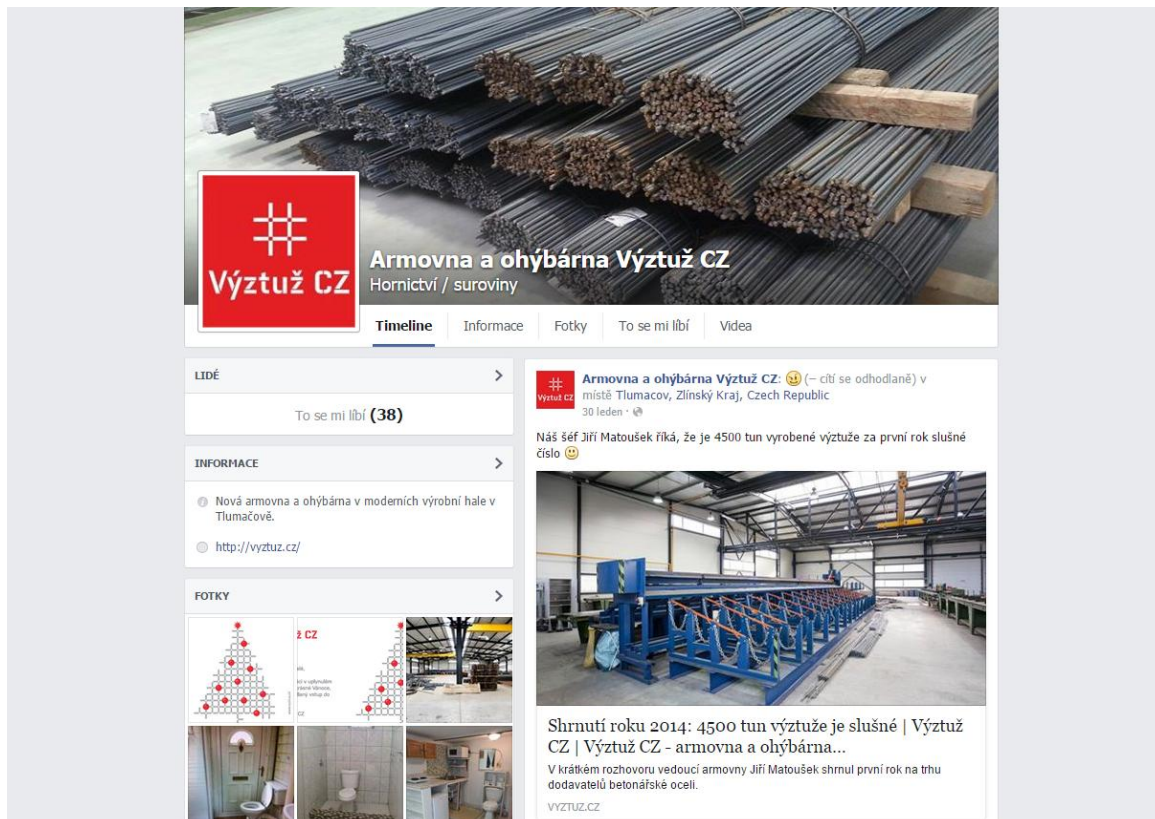 Výztuž CZ
Armovna a ohýbárna Výztuž CZ
Hornictví / suroviny
Timeline
Informace
Fotky
To se mi líbí
Videa
LIDÉ
To se mi líbí (38)
INFORMACE
Nová armovna a ohýbárna v moderních výrobní hale v
Tlumačově.
http://vyztuz.cz/
FOTKY
ž CZ
Výztuž CZ
Armovna a ohýbárna Výztuž CZ: (– cítí se odhodlaně) v
místě Tlumacov, Zlínský Kraj, Czech Republic
30 leden ·
Náš šéf Jiří Matoušek říká, že je 4500 tun vyrobené výztuže za první rok slušné
číslo
Shrnutí roku 2014: 4500 tun výztuže je slušné | Výztuž
CZ | Výztuž CZ - armovna a ohýbárna...
V krátkém rozhovoru vedoucí armovny Jiří Matoušek shrnul první rok na trhu
dodavatelů betonářské oceli.
VYZTUZ.CZ